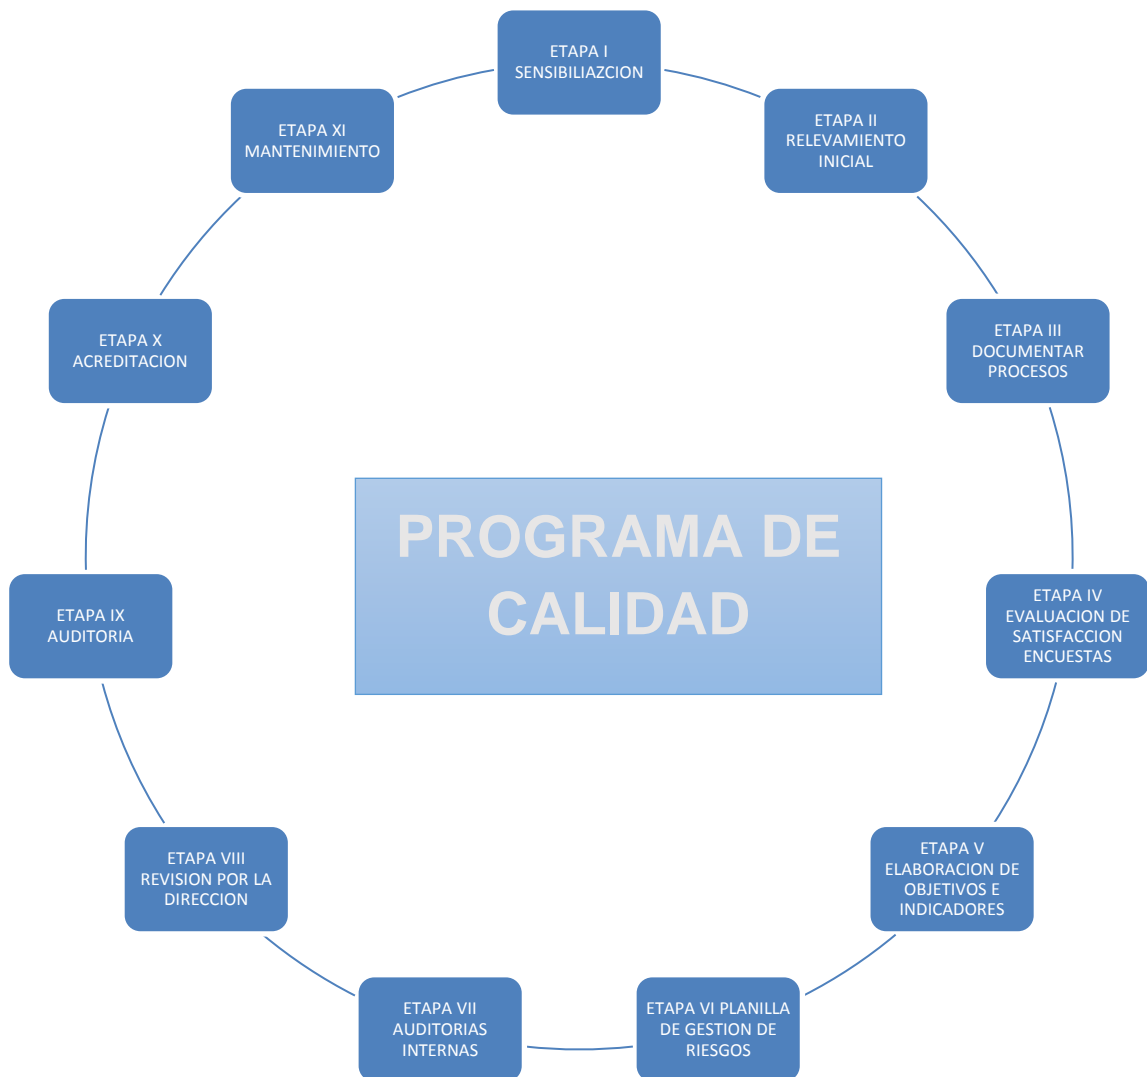 ETAPA I
SENSIBILIAZCION
ETAPA II
RELEVAMIENTO
INICIAL
ETAPA III
DOCUMENTAR
PROCESOS
ETAPA IV
EVALUACION DE
SATISFACCION
ENCUESTAS
ETAPA V
ELABORACION DE
OBJETIVOS E
INDICADORES
ETAPA VI PLANILLA
DE GESTION DE
RIESGOS
ETAPA VII
AUDITORIAS
INTERNAS
ETAPA VIII
REVISION POR LA
DIRECCION
ETAPA IX
AUDITORIA
ETAPA X
ACREDITACION
ETAPA XI
MANTENIMIENTO
PROGRAMA DE
CALIDAD